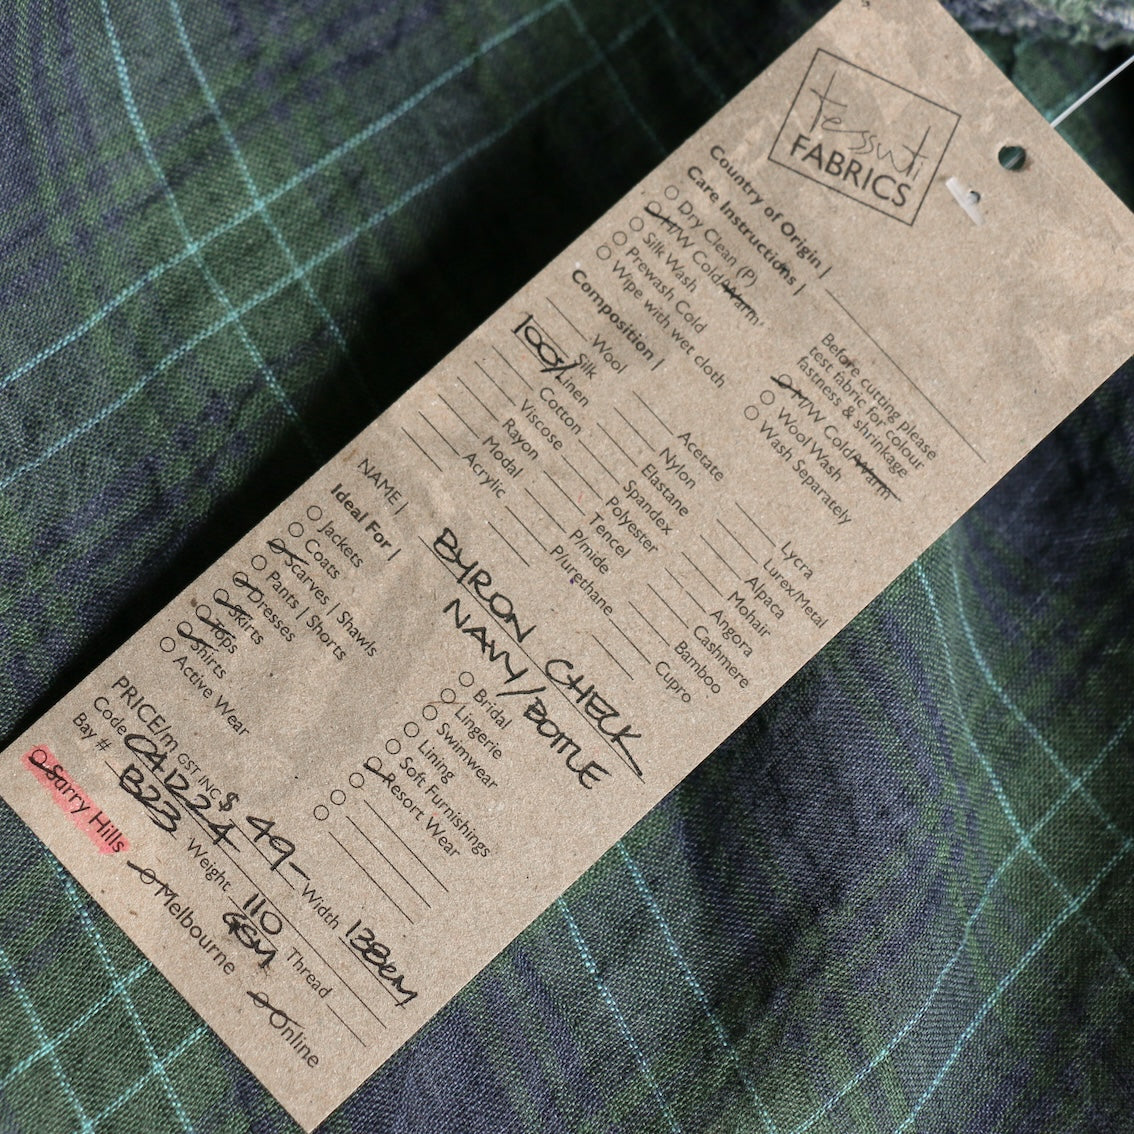 tessuti
FABRICS
Country of Origin |
Care Instructions |
Dry Clean (P)
M/W Cold/Warm
Silk Wash
Prewash Cold
Wipe with wet cloth
Before cutting please
test fabric for colour
fastness & shrinkage
M/W Cold/Warm
Wool Wash
Wash Separately
Composition |
Wool
Silk
100% Linen
Cotton
Viscose
Rayon
Modal
Acrylic
Acetate
Nylon
Elastane
Spandex
Polyester
Tencel
P/mide
P/urethane
Lycra
Lurex/Metal
Alpaca
Mohair
Angora
Cashmere
Bamboo
Cupro
NAME | BYRON CHECK
NAVY/BOTTLE
Ideal For |
Jackets
Coats
Scarves | Shawls
Pants | Shorts
Dresses
Skirts
Tops
Shirts
Active Wear
Bridal
Lingerie
Swimwear
Lining
Soft Furnishings
Resort Wear
PRICE/m GST INC $ 49- Width 138cm
Code 041224 Weight 110 GSM Thread
Bay # B23
Surry Hills Melbourne Online